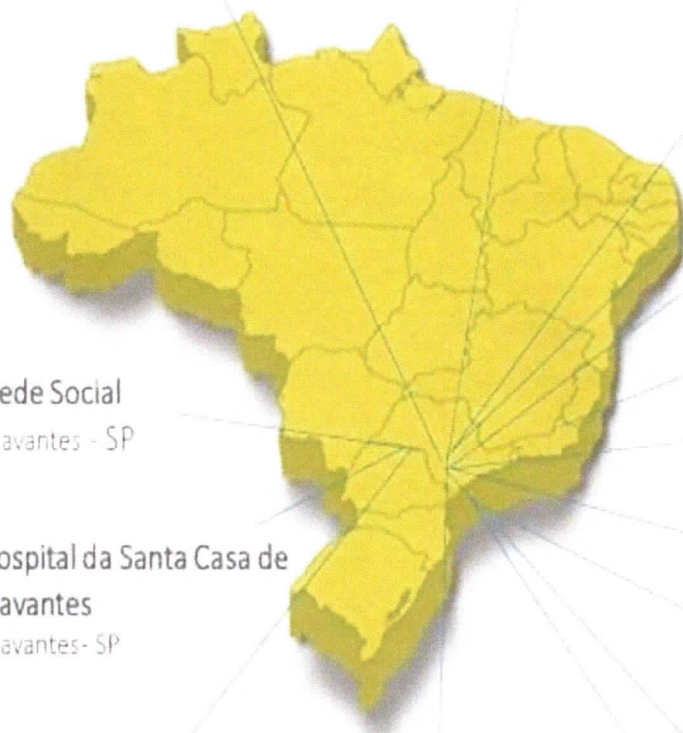 ede Social
avantes - SP
ospital da Santa Casa de
avantes
avantes- SP